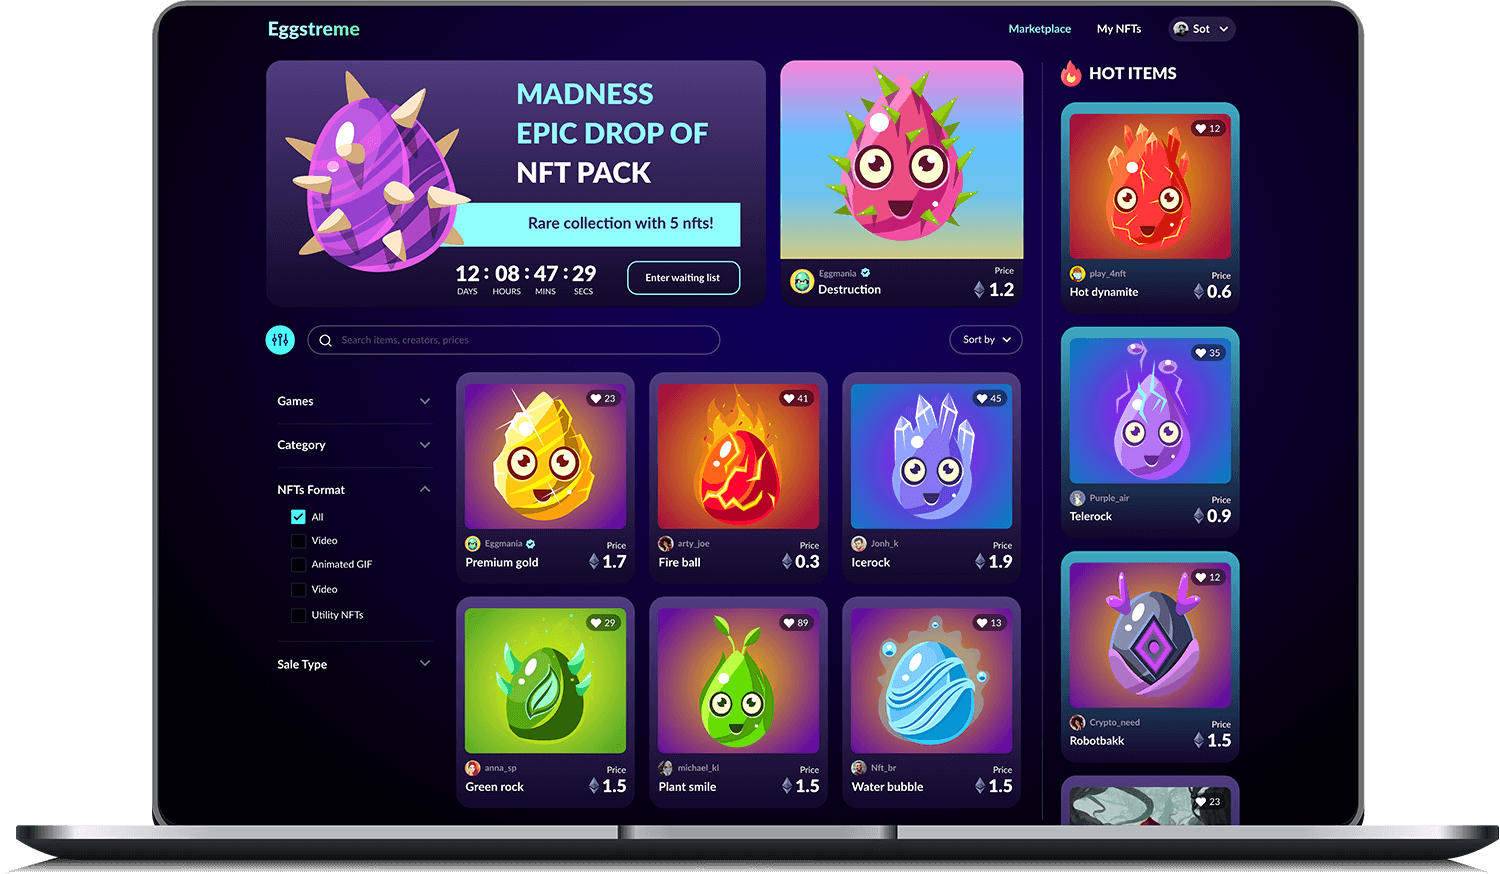 Eggstreme
Marketplace
My NFTs
Sot
MADNESS
EPIC DROP OF
NFT PACK
Rare collection with 5 nfts!
12 : 08 : 47 : 29
DAYS HOURS MINS SECS
Enter waiting list
Eggmania
Destruction
Price
1.2
HOT ITEMS
12
play_4nft
Hot dynamite
Price
0.6
35
Purple_air
Telerock
Price
0.9
12
Crypto_need
Robotbakk
Price
1.5
23
Search items, creators, prices
Sort by
Games
Category
NFTs Format
All
Video
Animated GIF
Video
Utility NFTs
Sale Type
23
Eggmania
Premium gold
Price
1.7
41
arty_joe
Fire ball
Price
0.3
45
Jonh_k
Icerock
Price
1.9
29
anna_sp
Green rock
Price
1.5
89
michael_kl
Plant smile
Price
1.5
13
Nft_br
Water bubble
Price
1.5